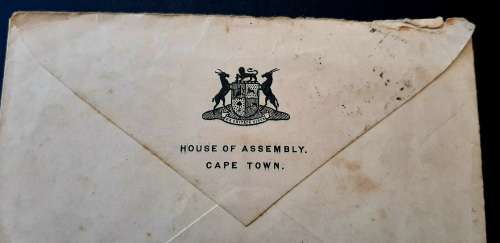 HOUSE OF ASSEMBLY.
CAPE TOWN.